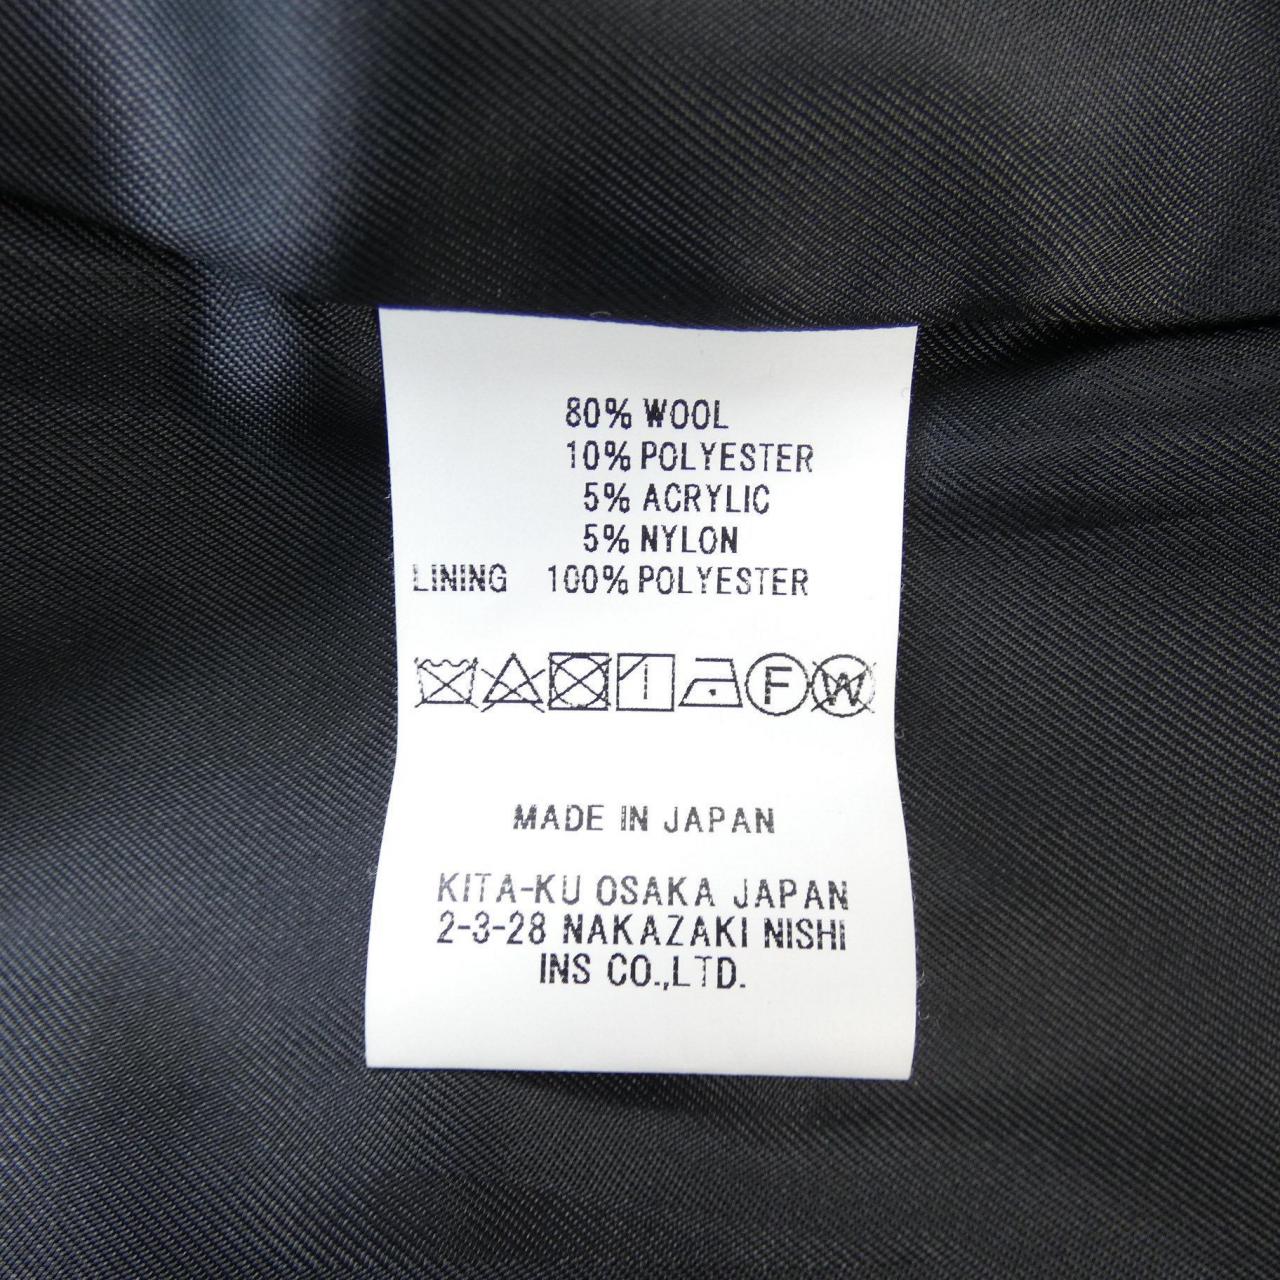 80% WOOL
10% POLYESTER
5% ACRYLIC
5% NYLON
LINING 100% POLYESTER
F W
MADE IN JAPAN
KITA-KU OSAKA JAPAN
2-3-28 NAKAZAKI NISHI
INS CO.,LTD.